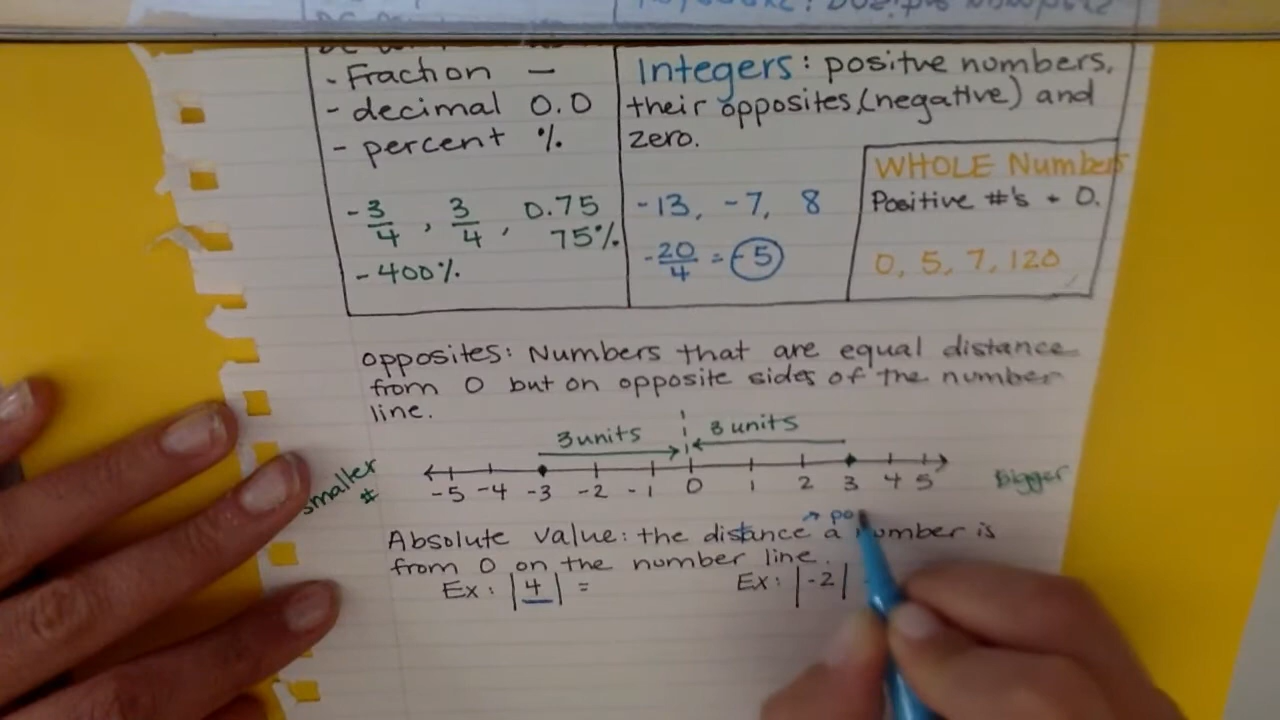 - Fraction —
- decimal 0.0
- percent %
- 3/4 , 3/4 , 0.75
75%
- 400%
Integers: positve numbers,
their opposites, (negative) and
zero.
-13, -7, 8
-20/4 = -5
WHOLE Numbers
Positive #'s + 0.
0, 5, 7, 120
opposites: Numbers that are equal distance
from 0 but on opposite sides of the number
line.
3 units 3 units
smaller #
-5 -4 -3 -2 -1 0 1 2 3 4 5
Bigger
po
Absolute Value: the distance a number is
from 0 on the number line.
Ex: |4| = Ex: |-2|